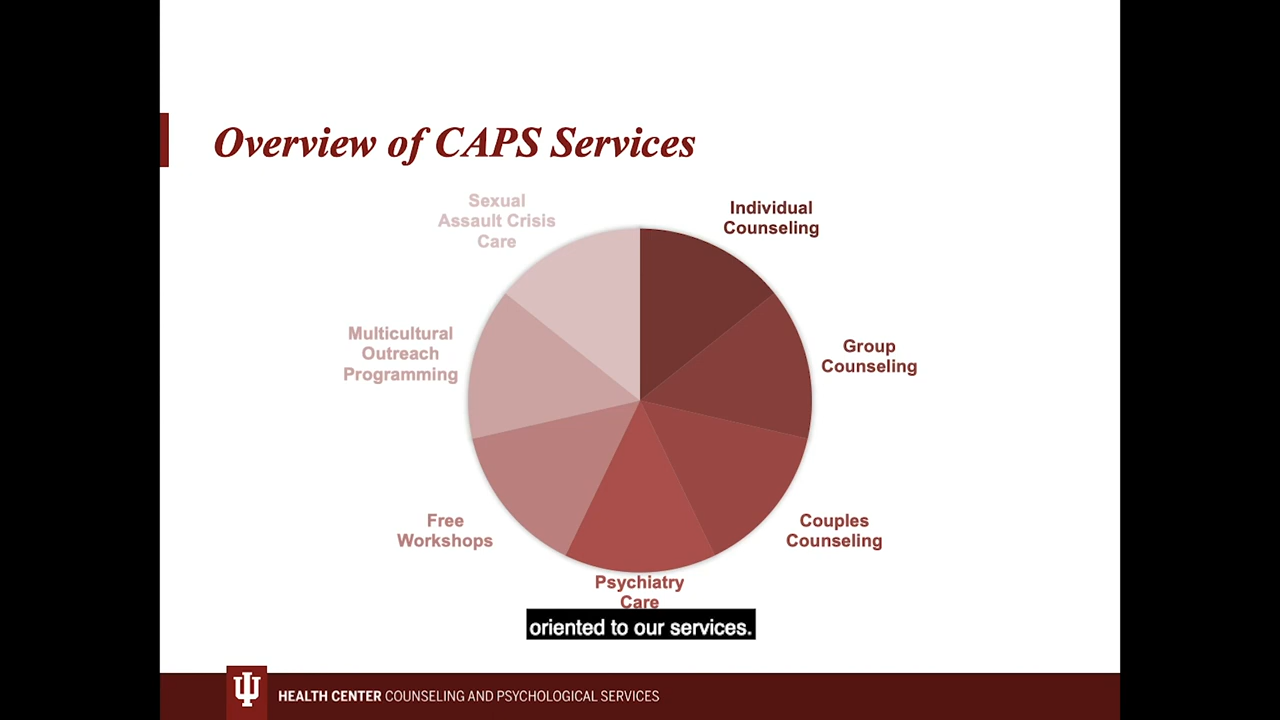 Overview of CAPS Services
Sexual
Assault Crisis
Care
Individual
Counseling
Multicultural
Outreach
Programming
Group
Counseling
Free
Workshops
Couples
Counseling
Psychiatry
Care
oriented to our services.
HEALTH CENTER COUNSELING AND PSYCHOLOGICAL SERVICES